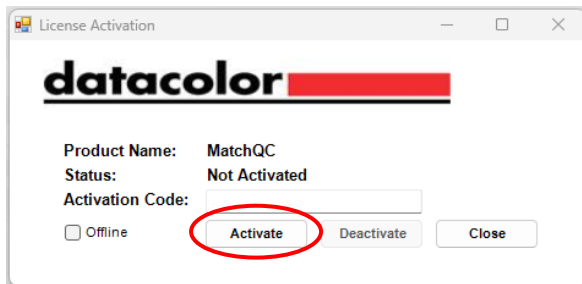 License Activation
datacolor
Product Name: MatchQC
Status: Not Activated
Activation Code:
Offline Activate Deactivate Close